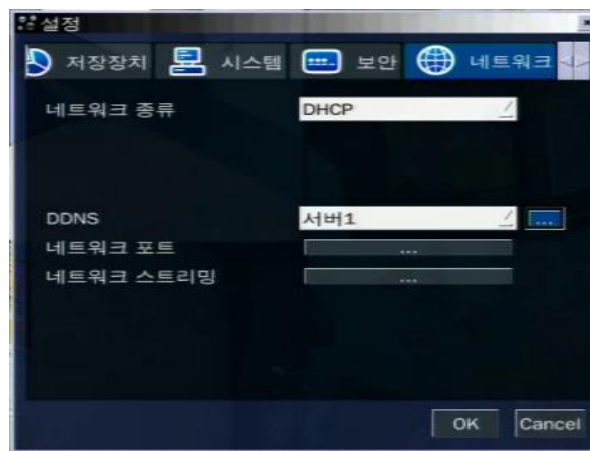 설정
저장장치 시스템 보안 네트워크
네트워크 종류 DHCP
DDNS 서버1 ...
네트워크 포트 ...
네트워크 스트리밍 ...
OK Cancel